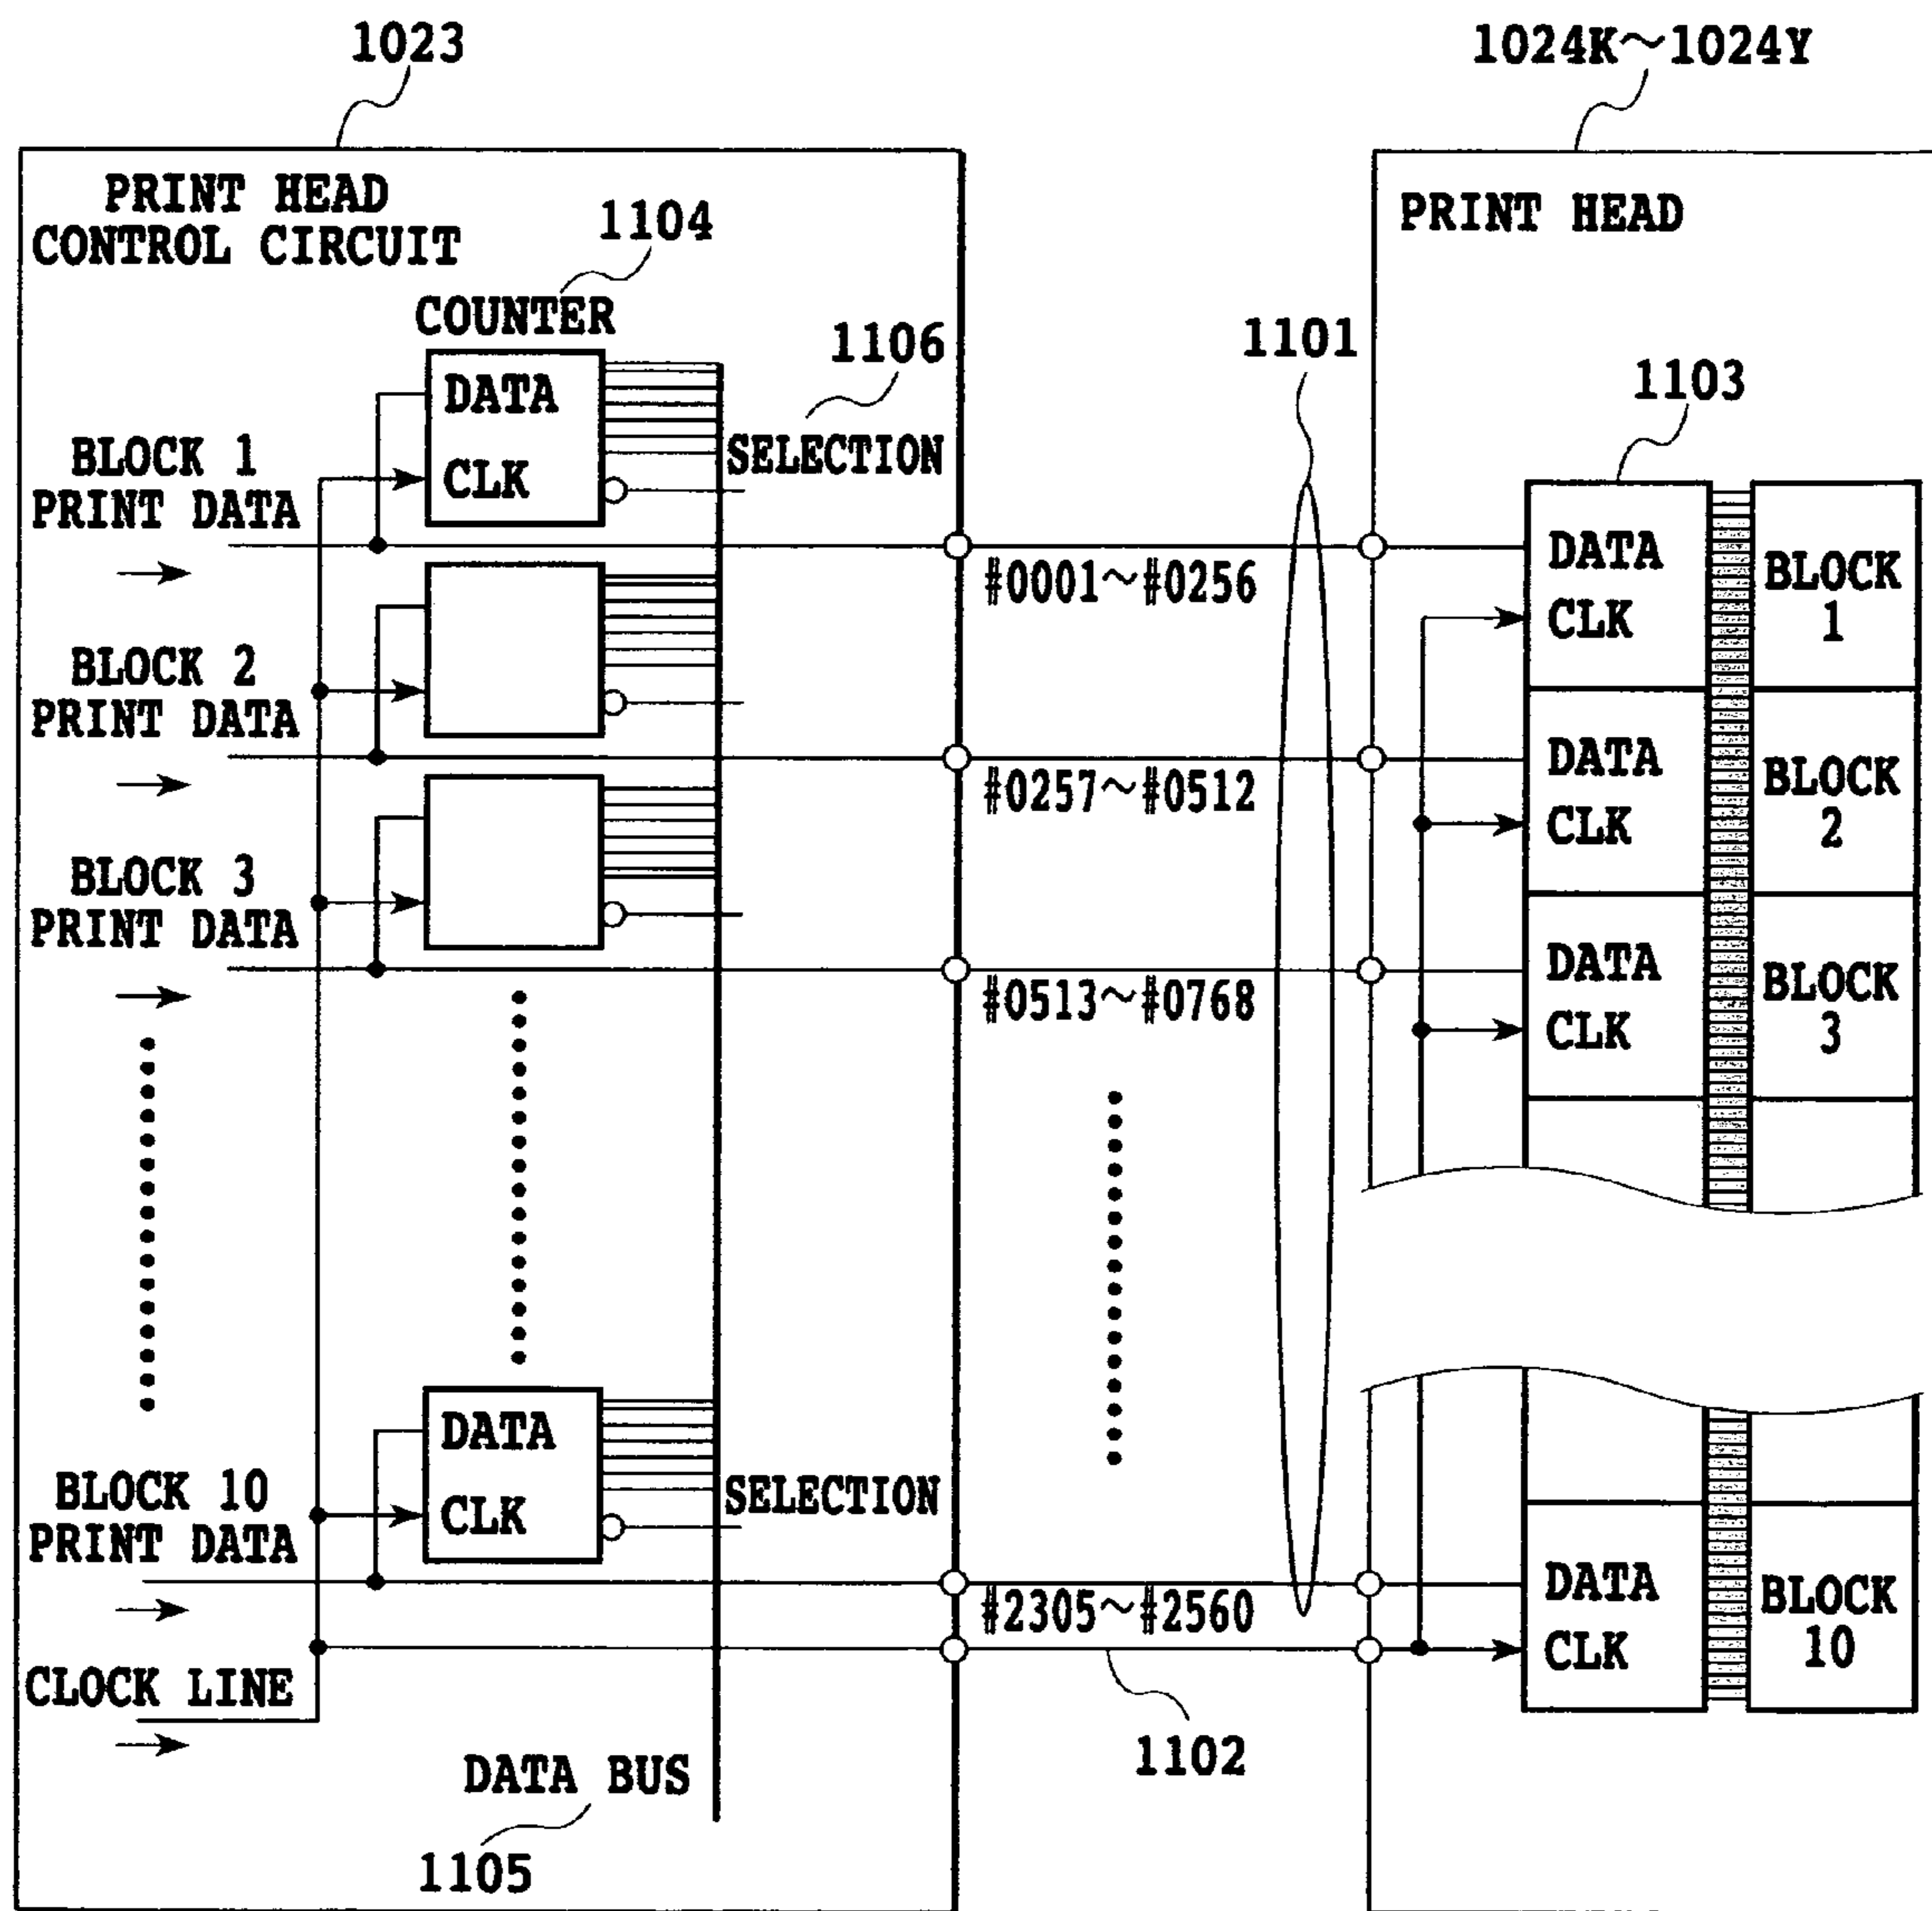 1023
1024K～1024Y
PRINT HEAD
CONTROL CIRCUIT
1104
COUNTER
DATA
CLK
1106
SELECTION
BLOCK 1
PRINT DATA
BLOCK 2
PRINT DATA
BLOCK 3
PRINT DATA
BLOCK 10
PRINT DATA
DATA
CLK
SELECTION
CLOCK LINE
DATA BUS
1105
#0001～#0256
#0257～#0512
#0513～#0768
#2305～#2560
1101
1102
PRINT HEAD
1103
DATA
CLK
BLOCK
1
DATA
CLK
BLOCK
2
DATA
CLK
BLOCK
3
DATA
CLK
BLOCK
10